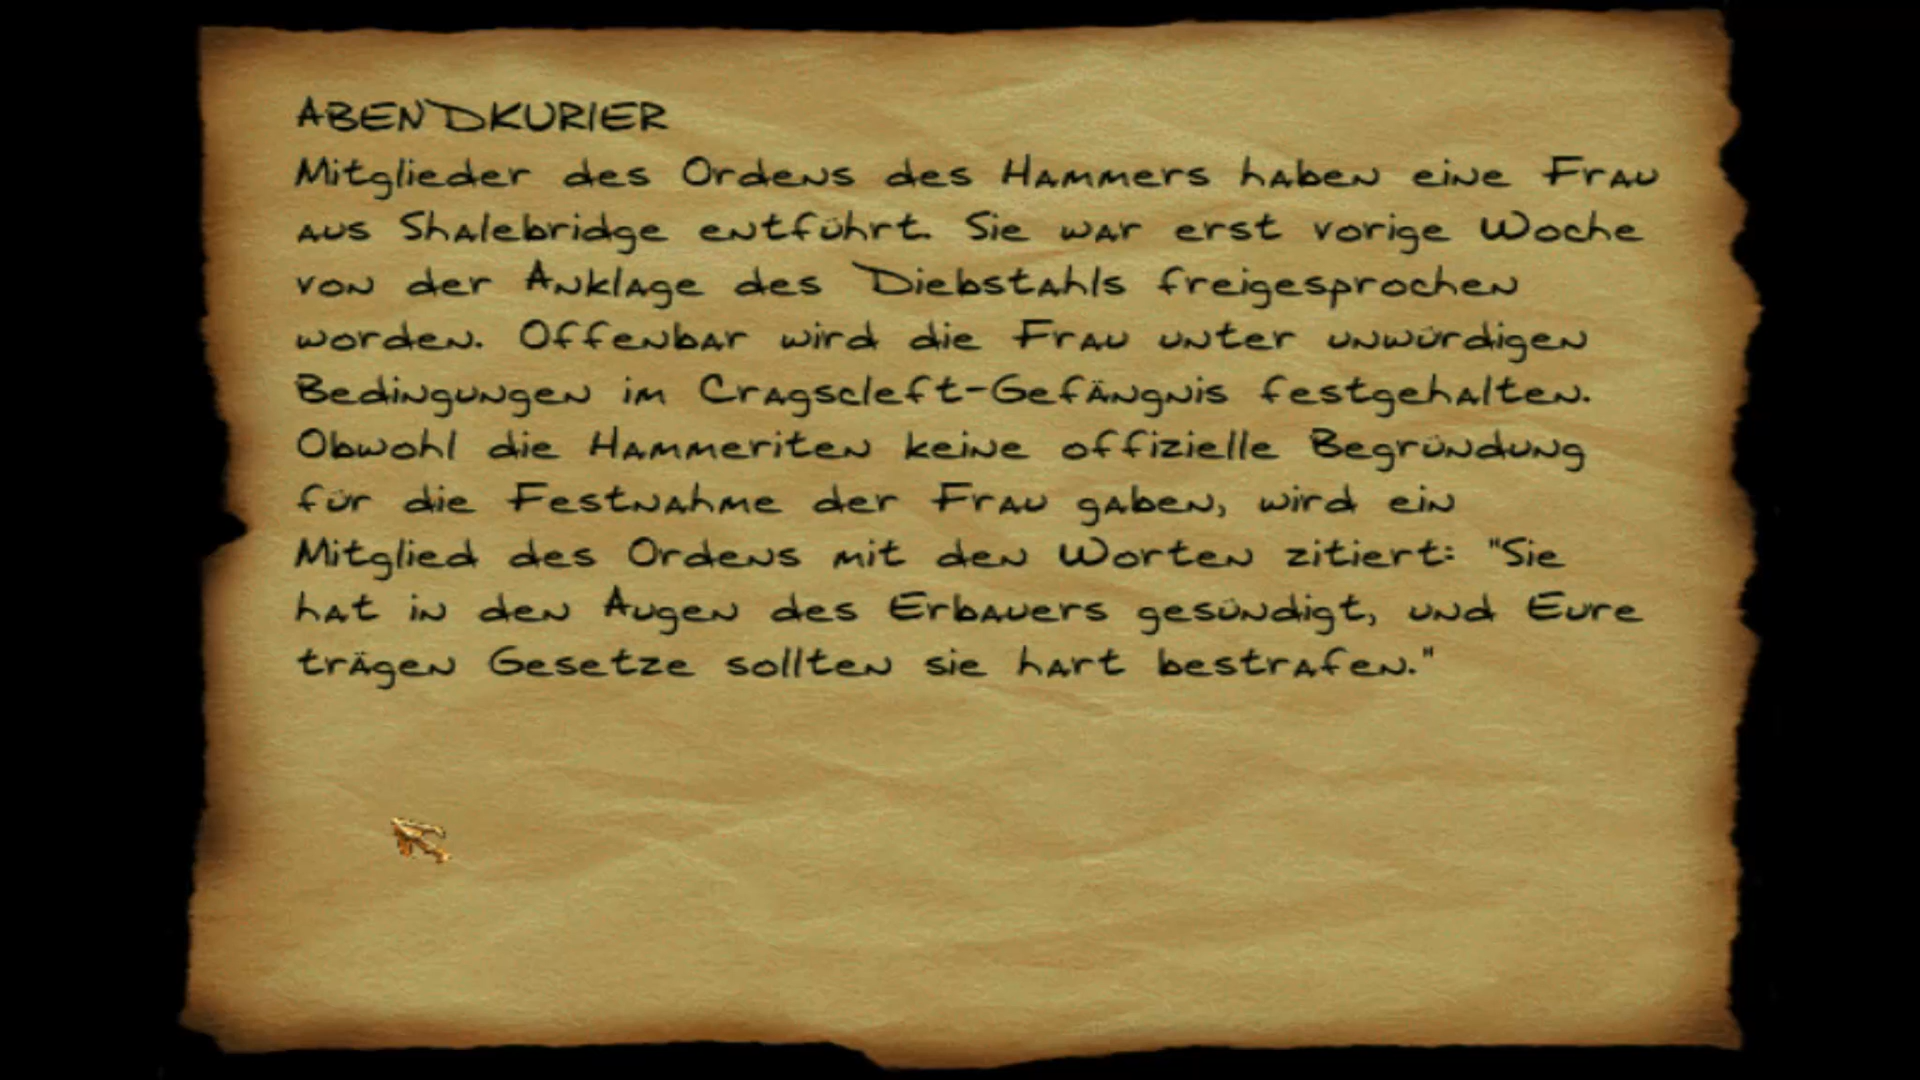 ABENDKURIER
Mitglieder des Ordens des Hammers haben eine Frau
aus Shalebridge entführt. Sie war erst vorige Woche
von der Anklage des Diebstahls freigesprochen
worden. Offenbar wird die Frau unter unwürdigen
Bedingungen im Cragscleft-Gefängnis festgehalten.
Obwohl die Hammeriten keine offizielle Begründung
für die Festnahme der Frau gaben, wird ein
Mitglied des Ordens mit den Worten zitiert: "Sie
hat in den Augen des Erbauers gesündigt, und Eure
trägen Gesetze sollten sie hart bestrafen."